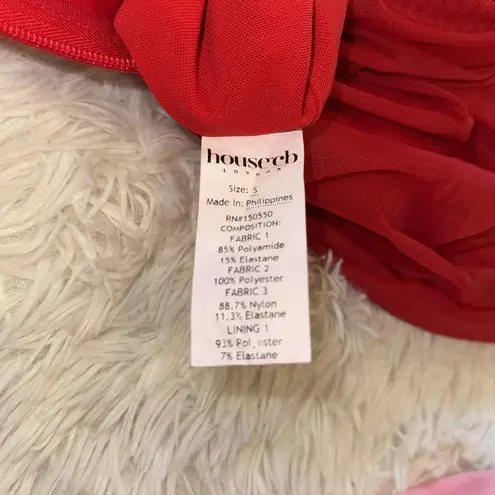 housecb
LONDON
Size: S
Made in: Philippines
RN#150550
COMPOSITION:
FABRIC 1
85% Polyamide
15% Elastane
FABRIC 2
100% Polyester
FABRIC 3
88.7% Nylon
11.3% Elastane
LINING 1
93% Polyester
7% Elastane